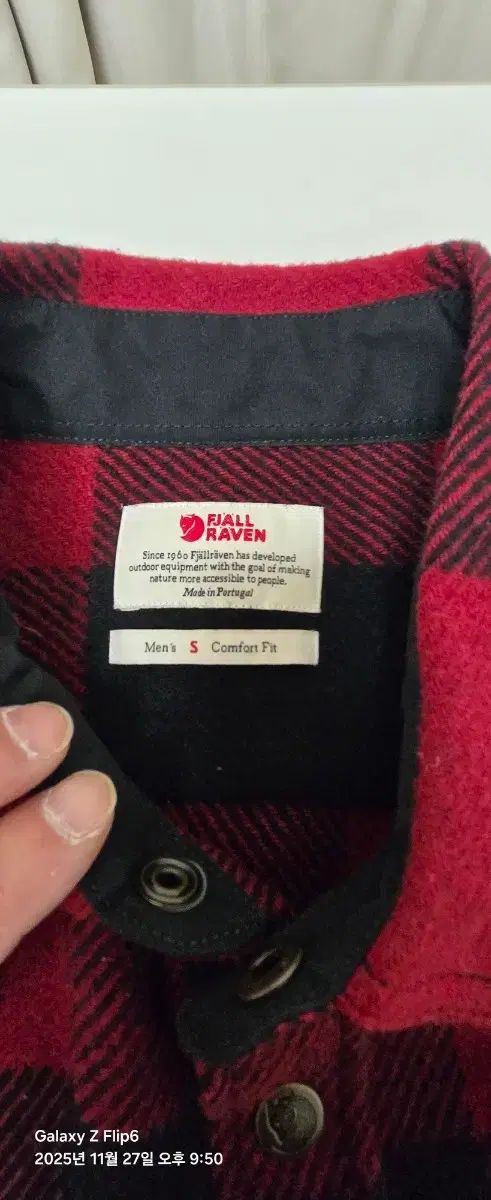 FJÄLL
RÄVEN
Since 1960 Fjällräven has developed
outdoor equipment with the goal of making
nature more accessible to people.
Made in Portugal
Men's S Comfort Fit
Galaxy Z Flip6
2025년 11월 27일 오후 9:50